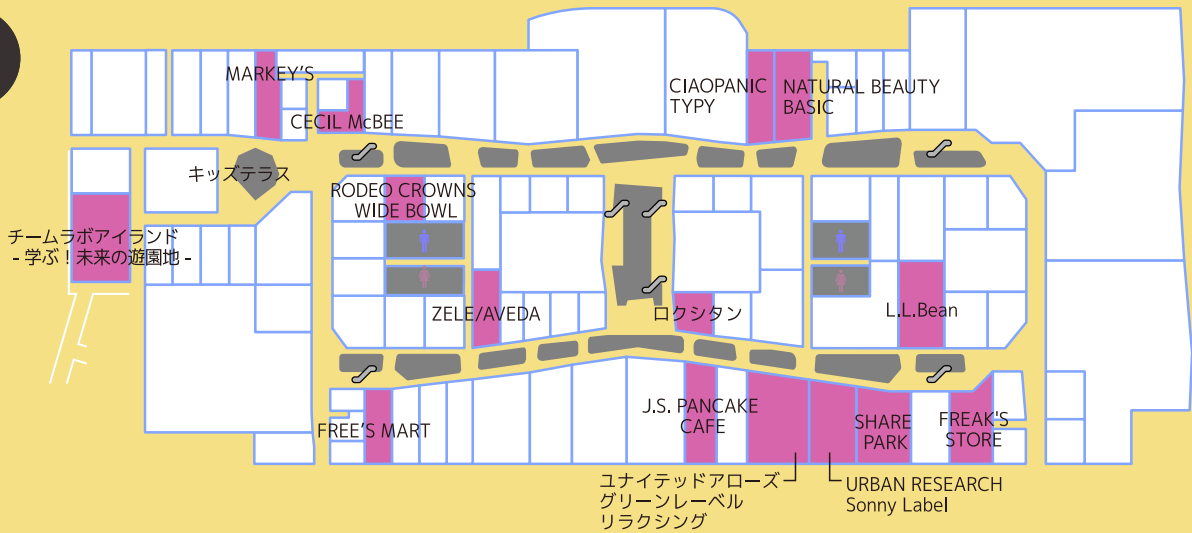 MARKEY'S
CECIL McBEE
CIAOPANIC
TYPY
NATURAL BEAUTY
BASIC
キッズテラス
RODEO CROWNS
WIDE BOWL
チームラボアイランド
- 学ぶ！未来の遊園地 -
ZELE/AVEDA
ロクシタン
L.L.Bean
FREE'S MART
J.S. PANCAKE
CAFE
SHARE
PARK
FREAK'S
STORE
ユナイテッドアローズ
グリーンレーベル
リラクシング
URBAN RESEARCH
Sonny Label